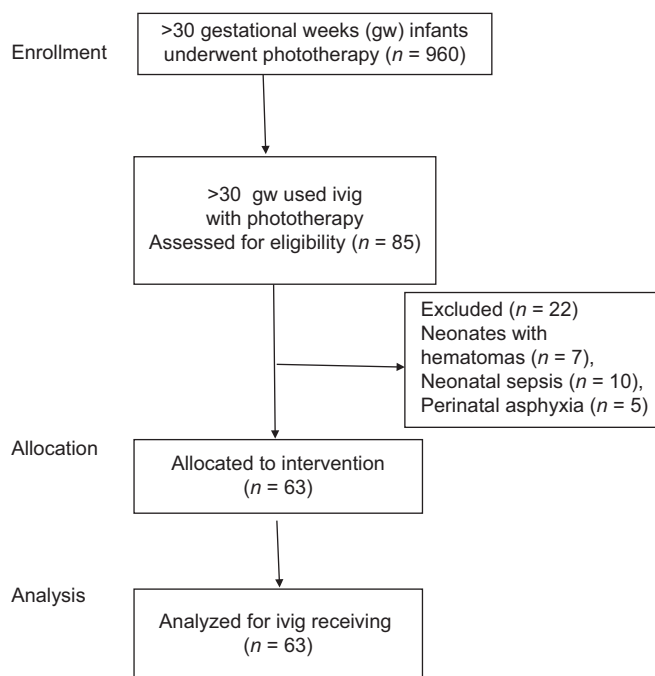 Enrollment
>30 gestational weeks (gw) infants
underwent phototherapy (n = 960)
>30 gw used ivig
with phototherapy
Assessed for eligibility (n = 85)
Excluded (n = 22)
Neonates with
hematomas (n = 7),
Neonatal sepsis (n = 10),
Perinatal asphyxia (n = 5)
Allocation
Allocated to intervention
(n = 63)
Analysis
Analyzed for ivig receiving
(n = 63)